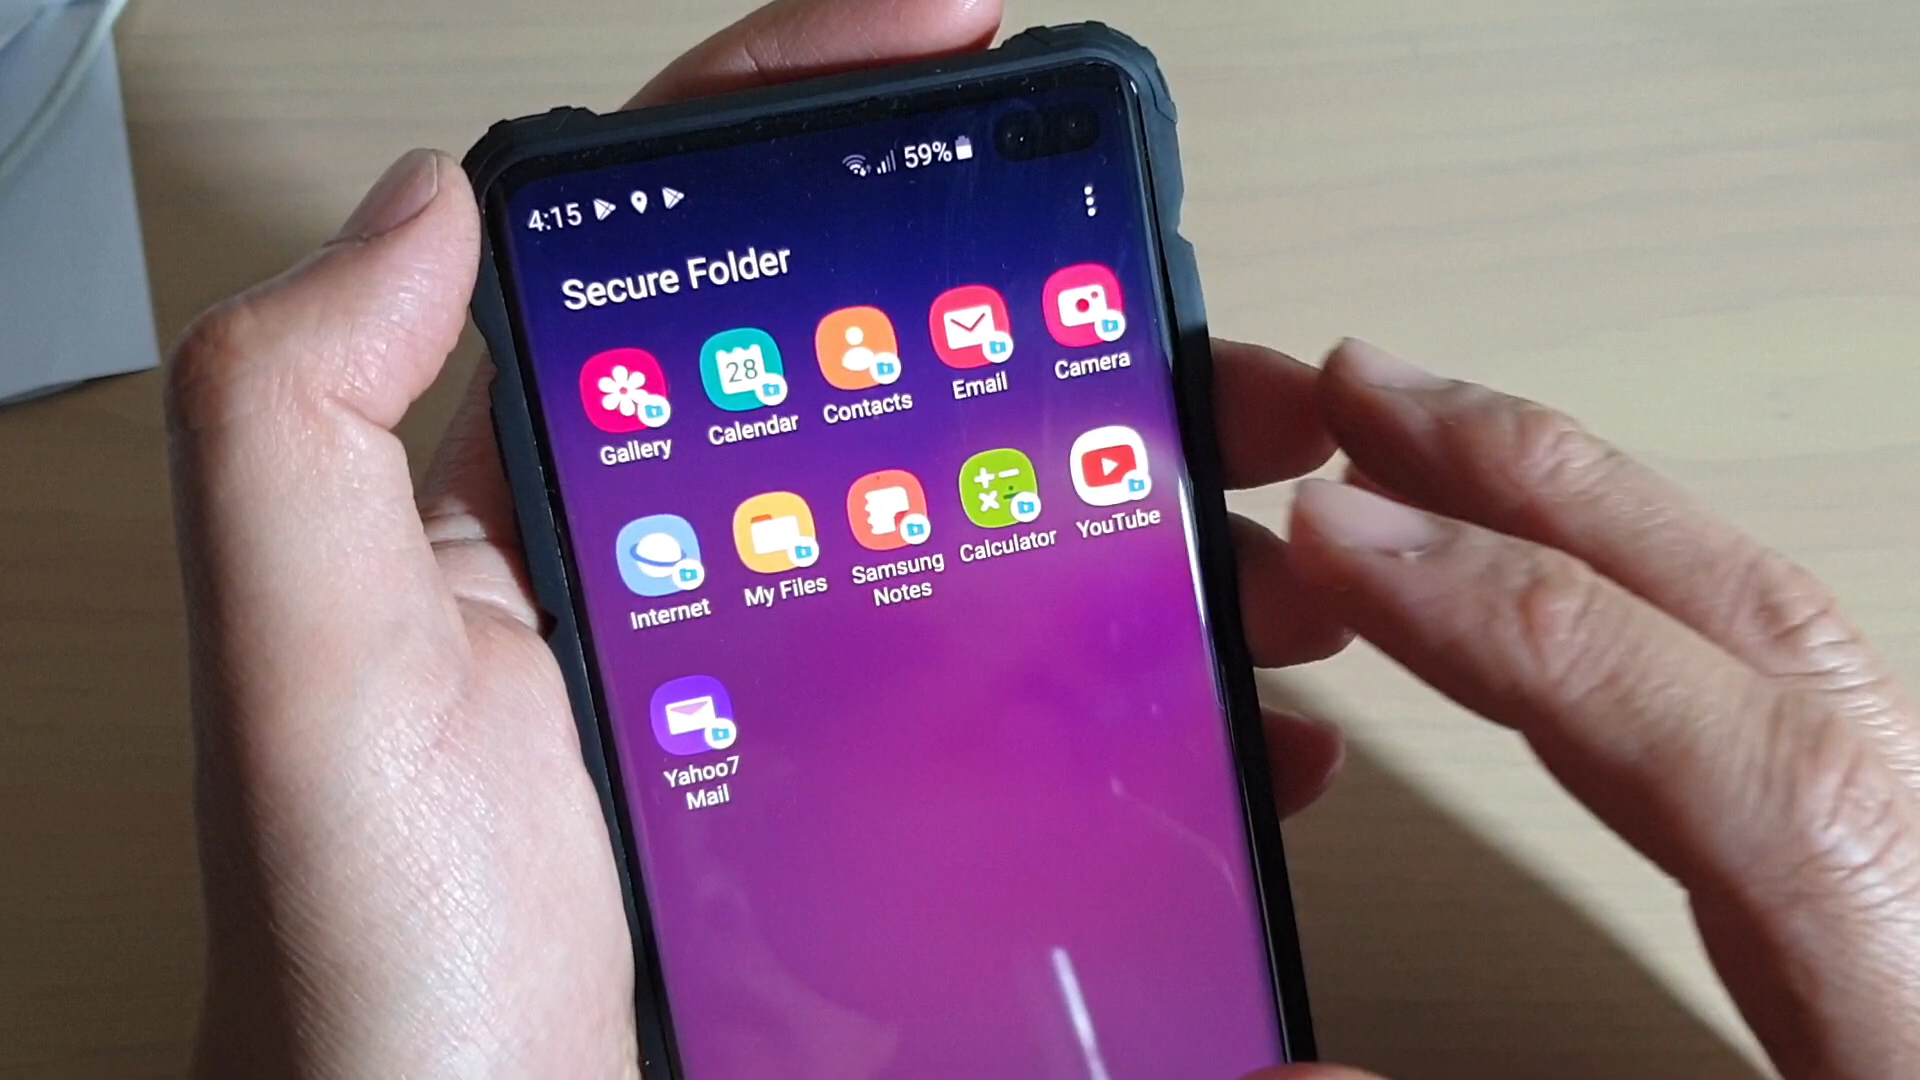 4:15 59%
Secure Folder
Gallery
28
Calendar
Contacts
Email
Camera
Internet
My Files
Samsung
Notes
Calculator
YouTube
Yahoo7
Mail